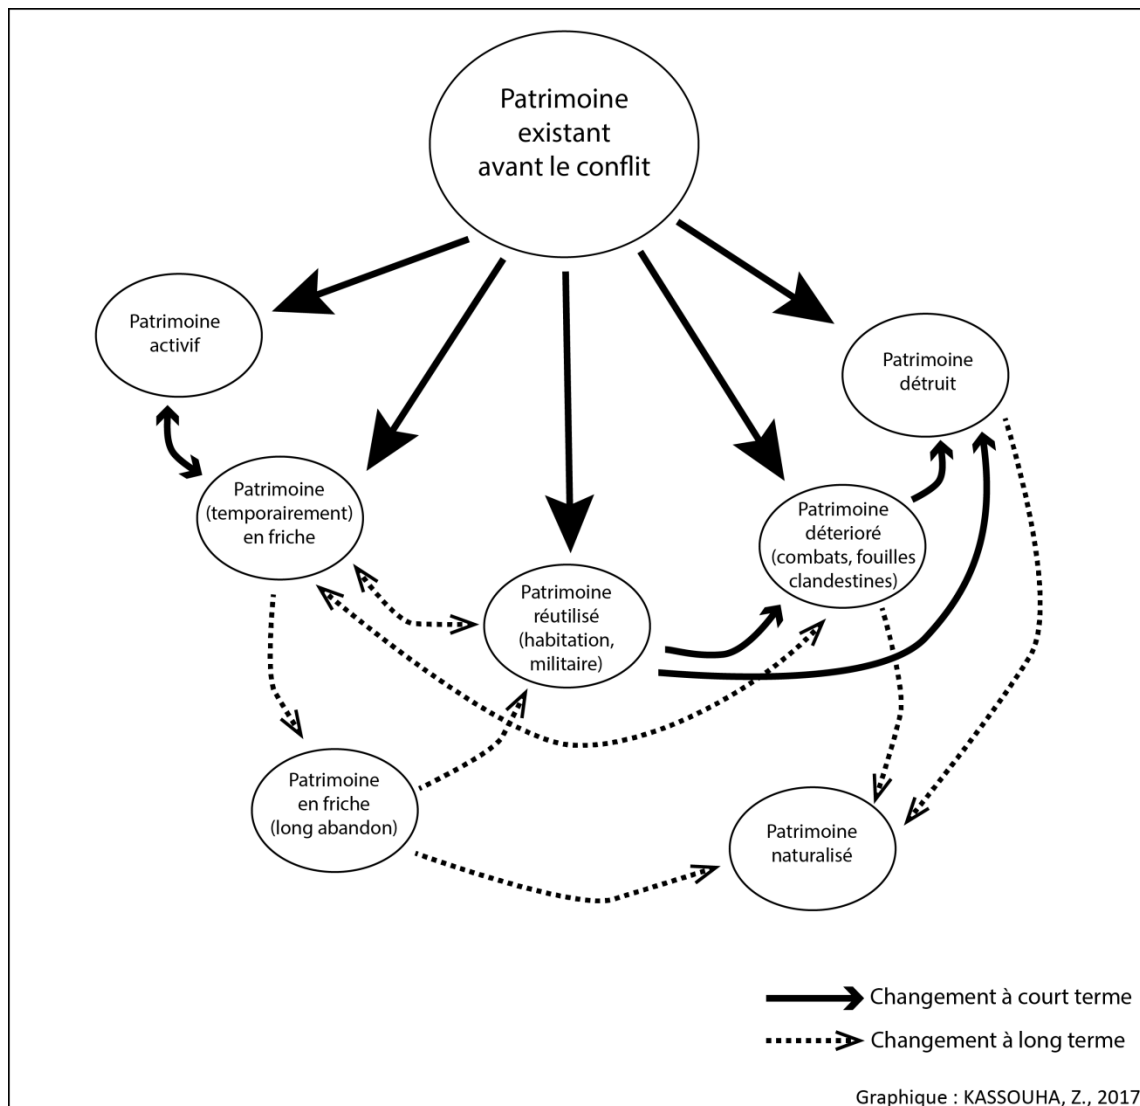 Patrimoine
existant
avant le conflit
Patrimoine
activif
Patrimoine
détruit
Patrimoine
(temporairement)
en friche
Patrimoine
déterioré
(combats, fouilles
clandestines)
Patrimoine
réutilisé
(habitation,
militaire)
Patrimoine
en friche
(long abandon)
Patrimoine
naturalisé
Changement à court terme
Changement à long terme
Graphique : KASSOUHA, Z., 2017